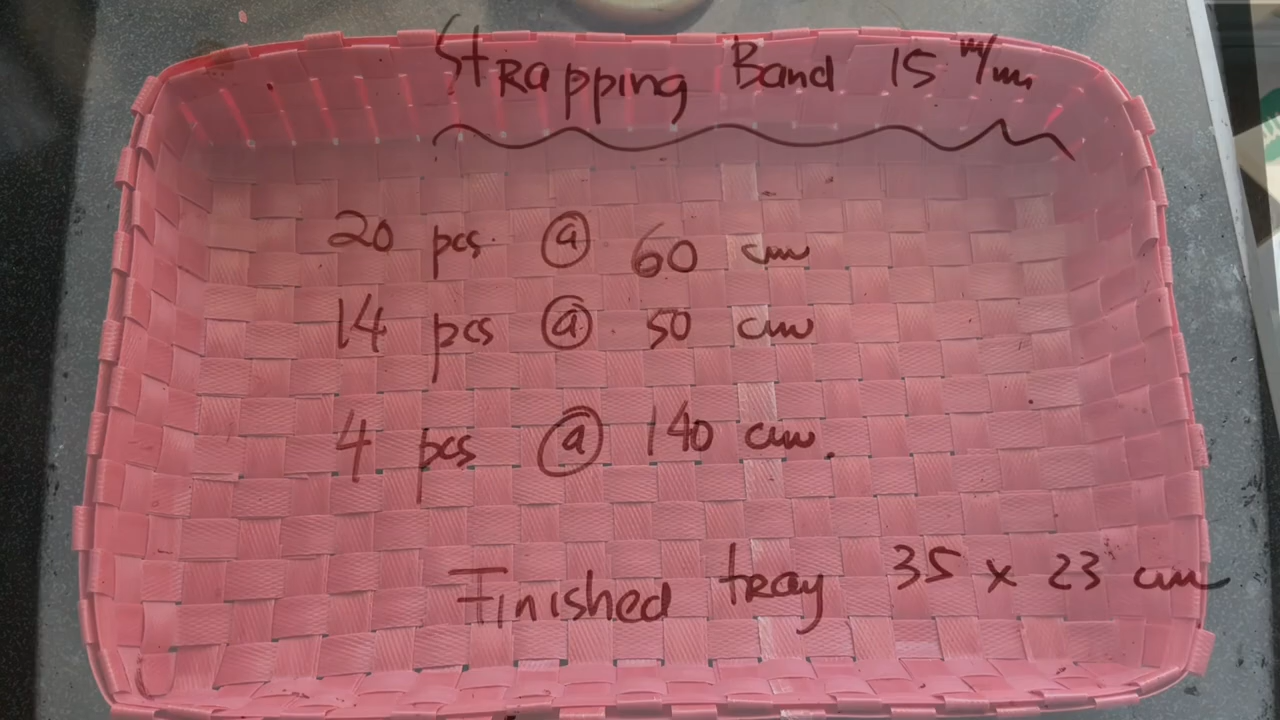 Strapping Band 15 m/m
20 pcs. @ 60 cm
14 pcs @ 50 cm
4 pcs @ 140 cm.
Finished tray 35 x 23 cm